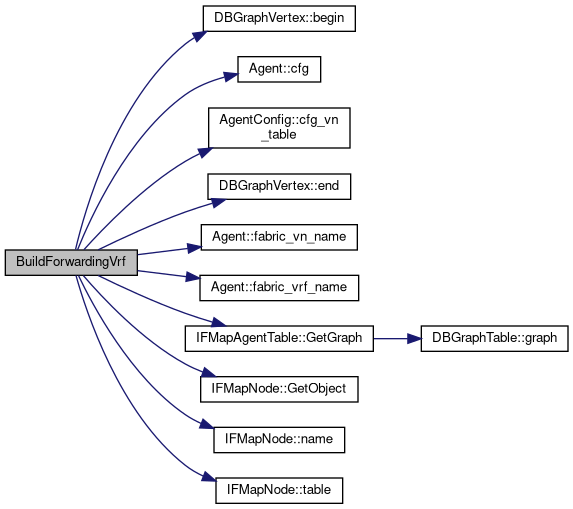 DBGraphVertex::begin
Agent::cfg
AgentConfig::cfg_vn
_table
DBGraphVertex::end
Agent::fabric_vn_name
BuildForwardingVrf
Agent::fabric_vrf_name
IFMapAgentTable::GetGraph
DBGraphTable::graph
IFMapNode::GetObject
IFMapNode::name
IFMapNode::table